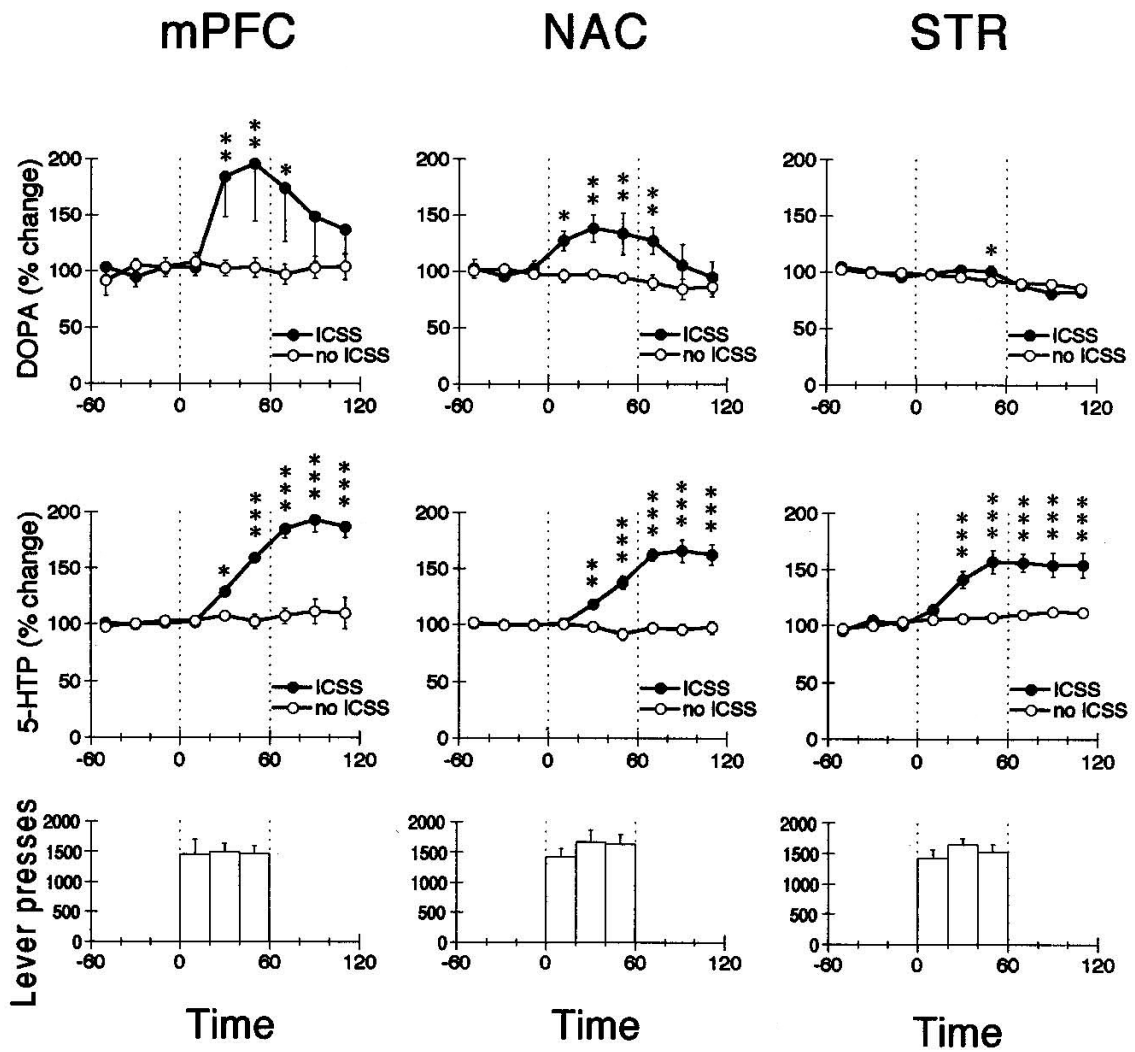 mPFC NAC STR
** ** *
* ** ** **
*
DOPA (% change)
200 200 200
150 150 150
100 100 100
50 50 50
0 0 0
ICSS ICSS ICSS
no ICSS no ICSS no ICSS
-60 0 60 120 -60 0 60 120 -60 0 60 120
* *** *** *** ***
** *** *** *** ***
*** *** *** *** ***
5-HTP (% change)
200 200 200
150 150 150
100 100 100
50 50 50
0 0 0
ICSS ICSS ICSS
no ICSS no ICSS no ICSS
-60 0 60 120 -60 0 60 120 -60 0 60 120
Lever presses
2000 2000 2000
1500 1500 1500
1000 1000 1000
500 500 500
0 0 0
-60 0 60 120 -60 0 60 120 -60 0 60 120
Time Time Time